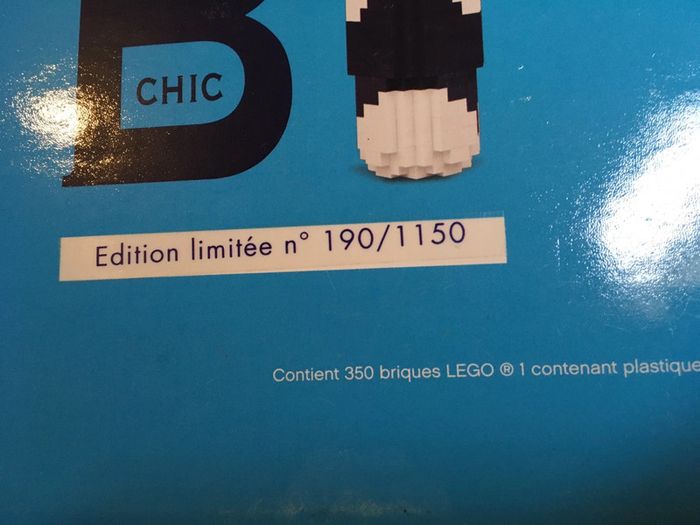 B
CHIC
Edition limitée n° 190/1150
Contient 350 briques LEGO ® 1 contenant plastique